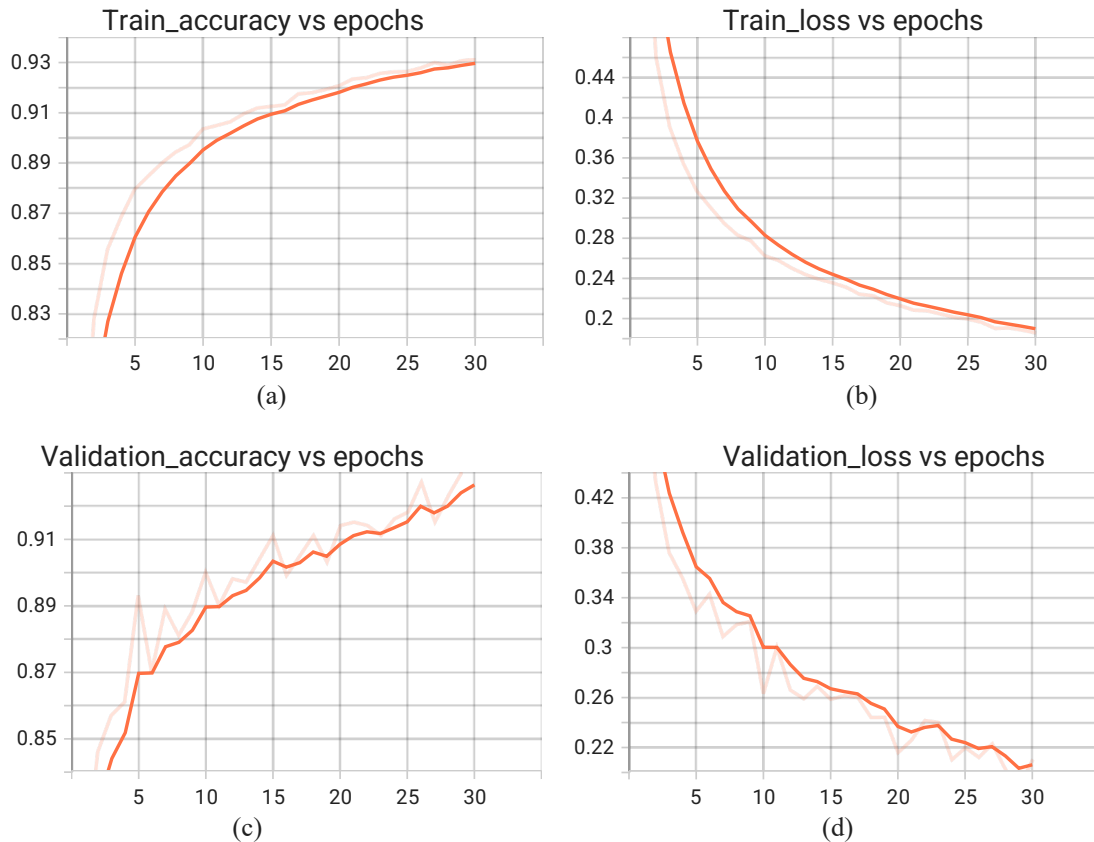 Train_accuracy vs epochs
0.93
0.91
0.89
0.87
0.85
0.83
5 10 15 20 25 30
(a)
Train_loss vs epochs
0.44
0.4
0.36
0.32
0.28
0.24
0.2
5 10 15 20 25 30
(b)
Validation_accuracy vs epochs
0.91
0.89
0.87
0.85
5 10 15 20 25 30
(c)
Validation_loss vs epochs
0.42
0.38
0.34
0.3
0.26
0.22
5 10 15 20 25 30
(d)